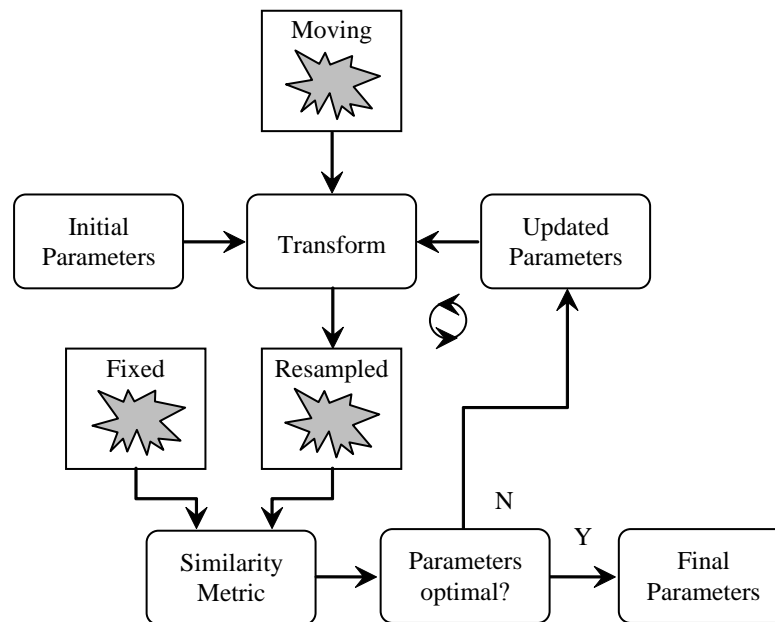 Moving
Initial
Parameters
Transform
Updated
Parameters
Fixed
Resampled
N
Y
Similarity
Metric
Parameters
optimal?
Final
Parameters